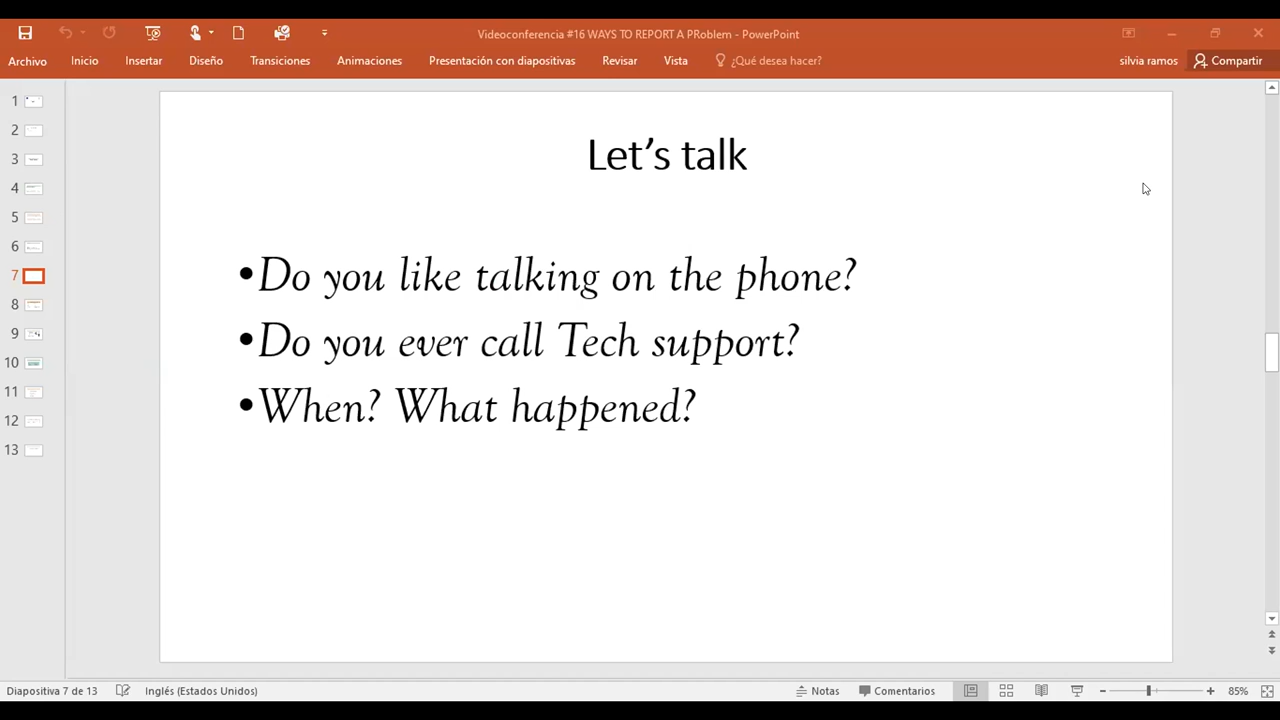 Videoconferencia #16 WAYS TO REPORT A PRoblem - PowerPoint
Archivo Inicio Insertar Diseño Transiciones Animaciones Presentación con diapositivas Revisar Vista ¿Qué desea hacer? silvia ramos Compartir
1
2
3
4
5
6
7
8
9
10
11
12
13
Let's talk
•Do you like talking on the phone?
•Do you ever call Tech support?
•When? What happened?
Diapositiva 7 de 13 Inglés (Estados Unidos) Notas Comentarios 85%